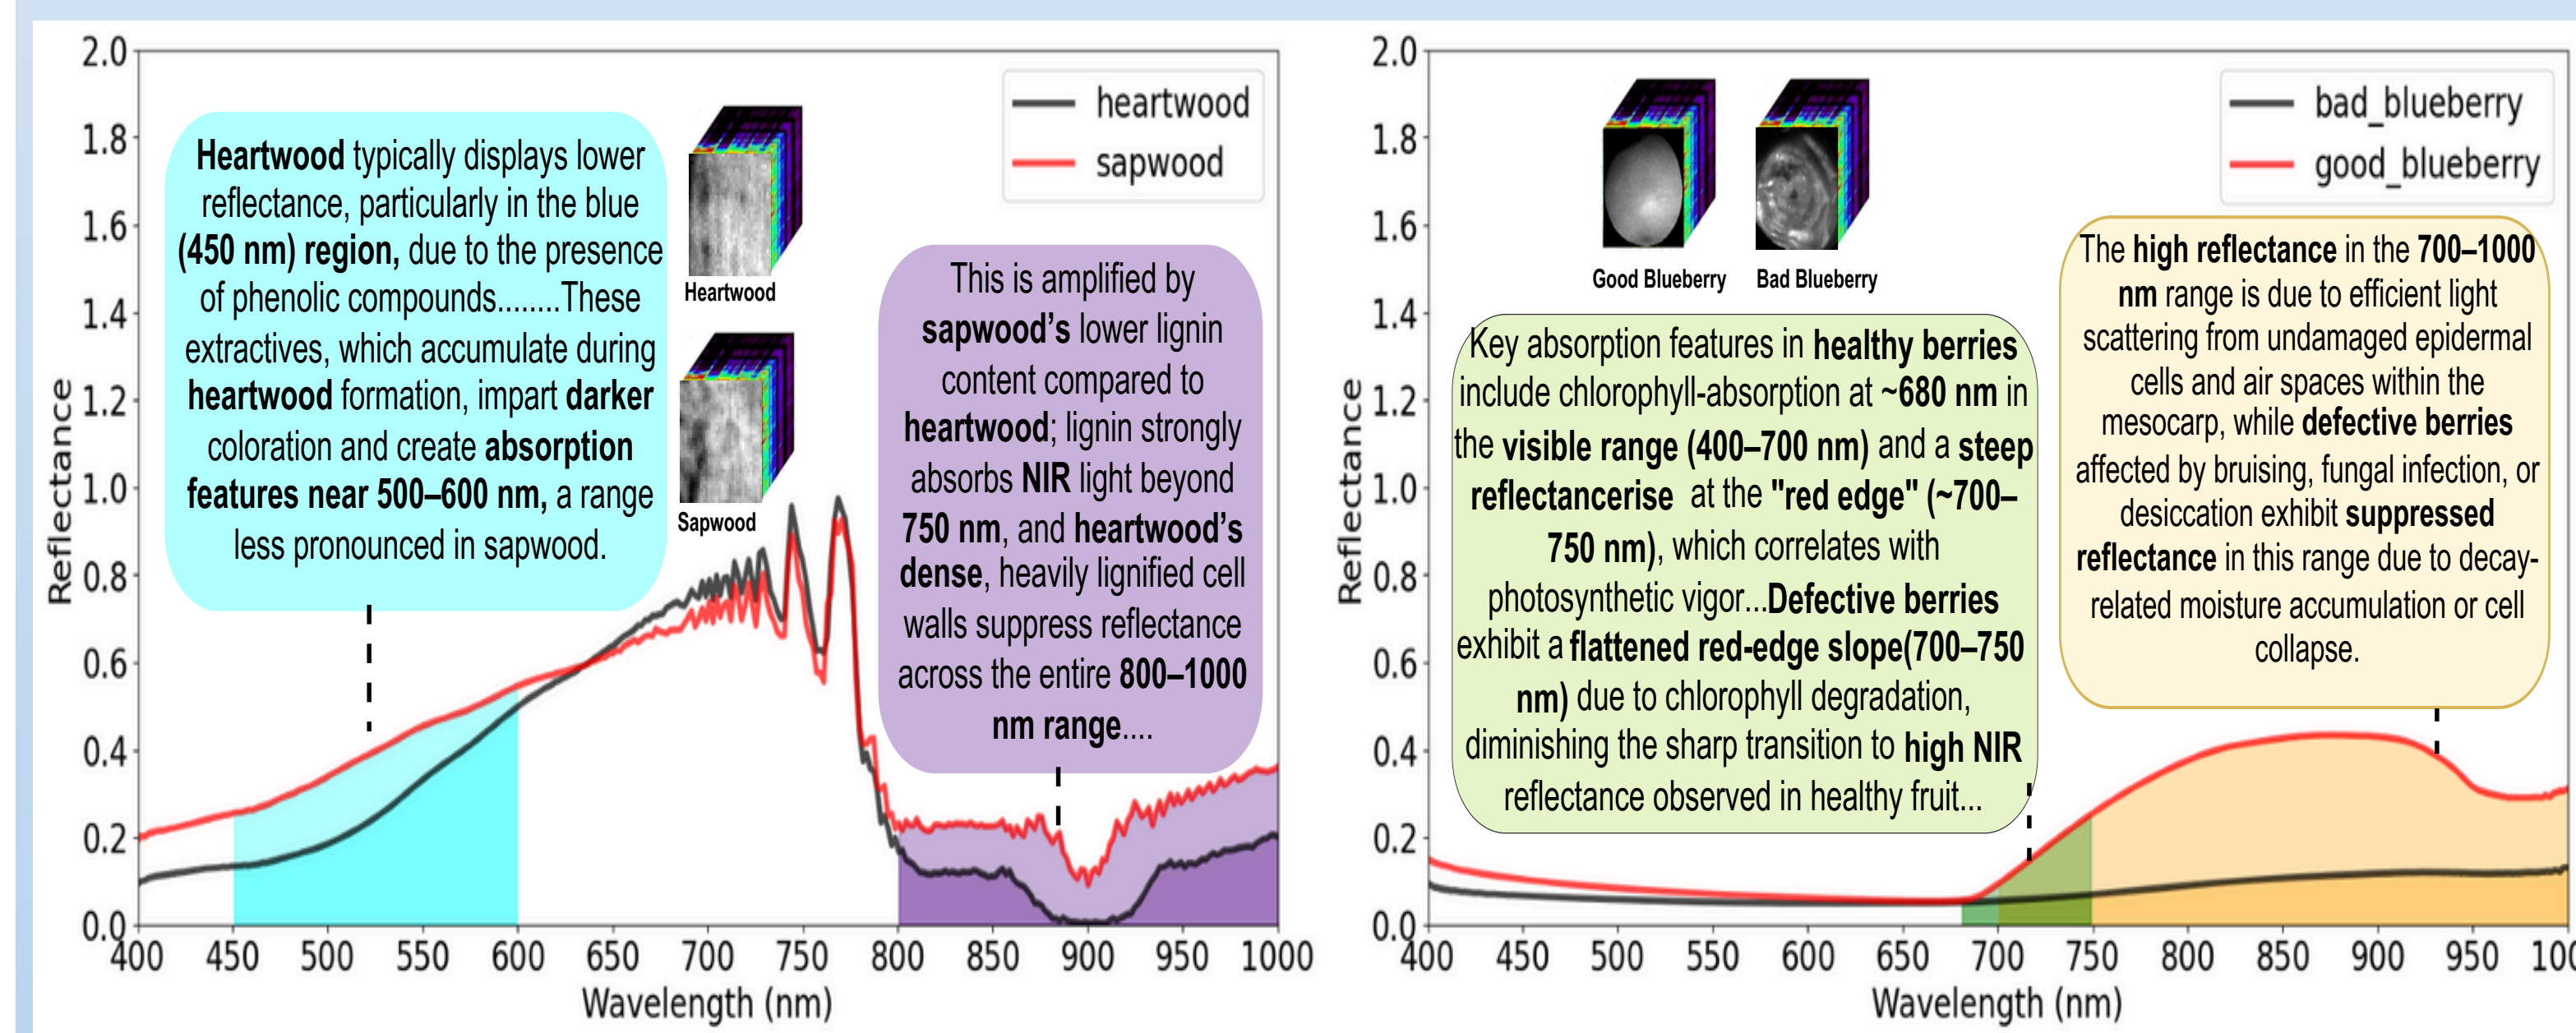 2.0
1.8
1.6
1.4
1.2
1.0
0.8
0.6
0.4
0.2
0.0
Reflectance
400 450 500 550 600 650 700 750 800 850 900 950 1000
Wavelength (nm)
heartwood
sapwood
Heartwood typically displays lower
reflectance, particularly in the blue
(450 nm) region, due to the presence
of phenolic compounds........These
extractives, which accumulate during
heartwood formation, impart darker
coloration and create absorption
features near 500–600 nm, a range
less pronounced in sapwood.
Heartwood
Sapwood
This is amplified by
sapwood's lower lignin
content compared to
heartwood; lignin strongly
absorbs NIR light beyond
750 nm, and heartwood's
dense, heavily lignified cell
walls suppress reflectance
across the entire 800–1000
nm range....
2.0
1.8
1.6
1.4
1.2
1.0
0.8
0.6
0.4
0.2
0.0
Reflectance
400 450 500 550 600 650 700 750 800 850 900 950 100
Wavelength (nm)
bad_blueberry
good_blueberry
Good Blueberry Bad Blueberry
Key absorption features in healthy berries
include chlorophyll-absorption at ~680 nm in
the visible range (400–700 nm) and a steep
reflectancerise at the "red edge" (~700–
750 nm), which correlates with
photosynthetic vigor...Defective berries
exhibit a flattened red-edge slope(700–750
nm) due to chlorophyll degradation,
diminishing the sharp transition to high NIR
reflectance observed in healthy fruit...
The high reflectance in the 700–1000
nm range is due to efficient light
scattering from undamaged epidermal
cells and air spaces within the
mesocarp, while defective berries
affected by bruising, fungal infection, or
desiccation exhibit suppressed
reflectance in this range due to decay-
related moisture accumulation or cell
collapse.